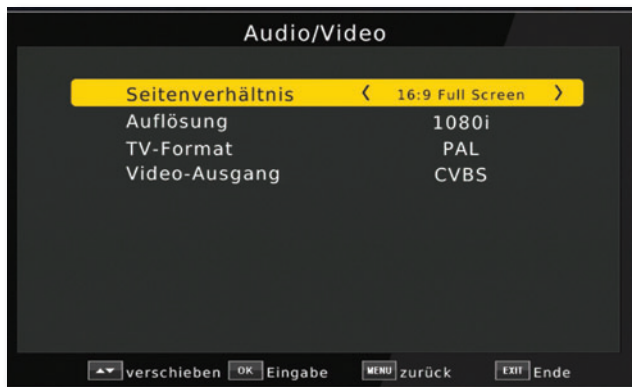 Audio/Video
Seitenverhältnis 16:9 Full Screen
Auflösung 1080i
TV-Format PAL
Video-Ausgang CVBS
verschieben OK Eingabe MENU zurück EXIT Ende